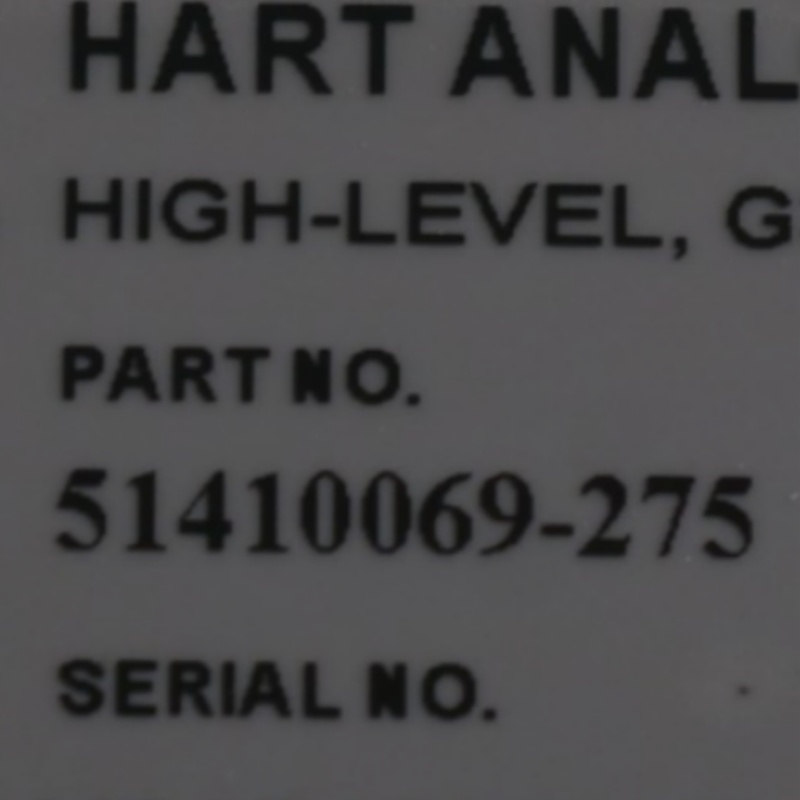 HART ANAL
HIGH-LEVEL, G
PART NO.
51410069-275
SERIAL NO.